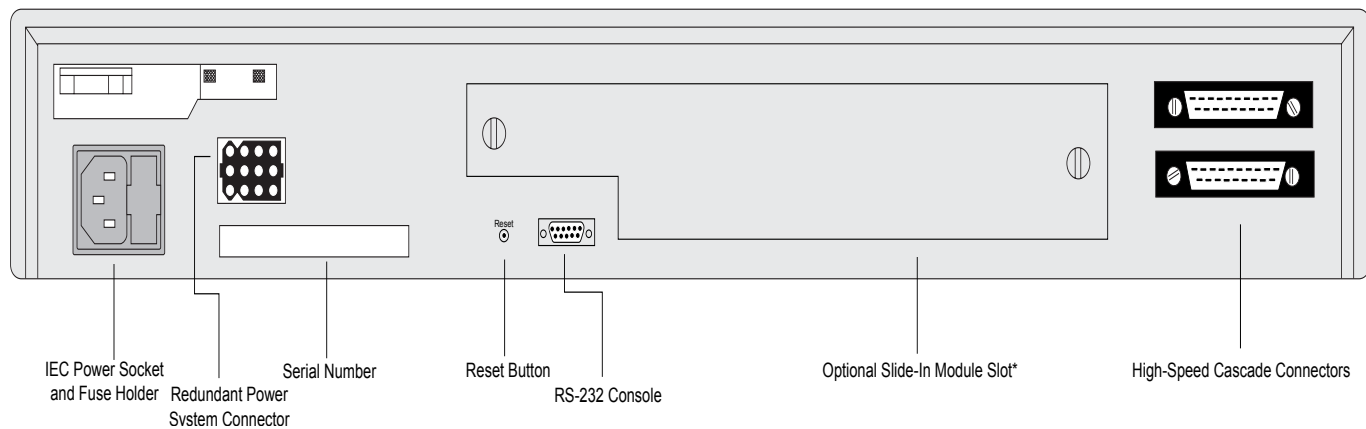 Reset
IEC Power Socket
and Fuse Holder
Redundant Power
System Connector
Serial Number
Reset Button
RS-232 Console
Optional Slide-In Module Slot*
High-Speed Cascade Connectors